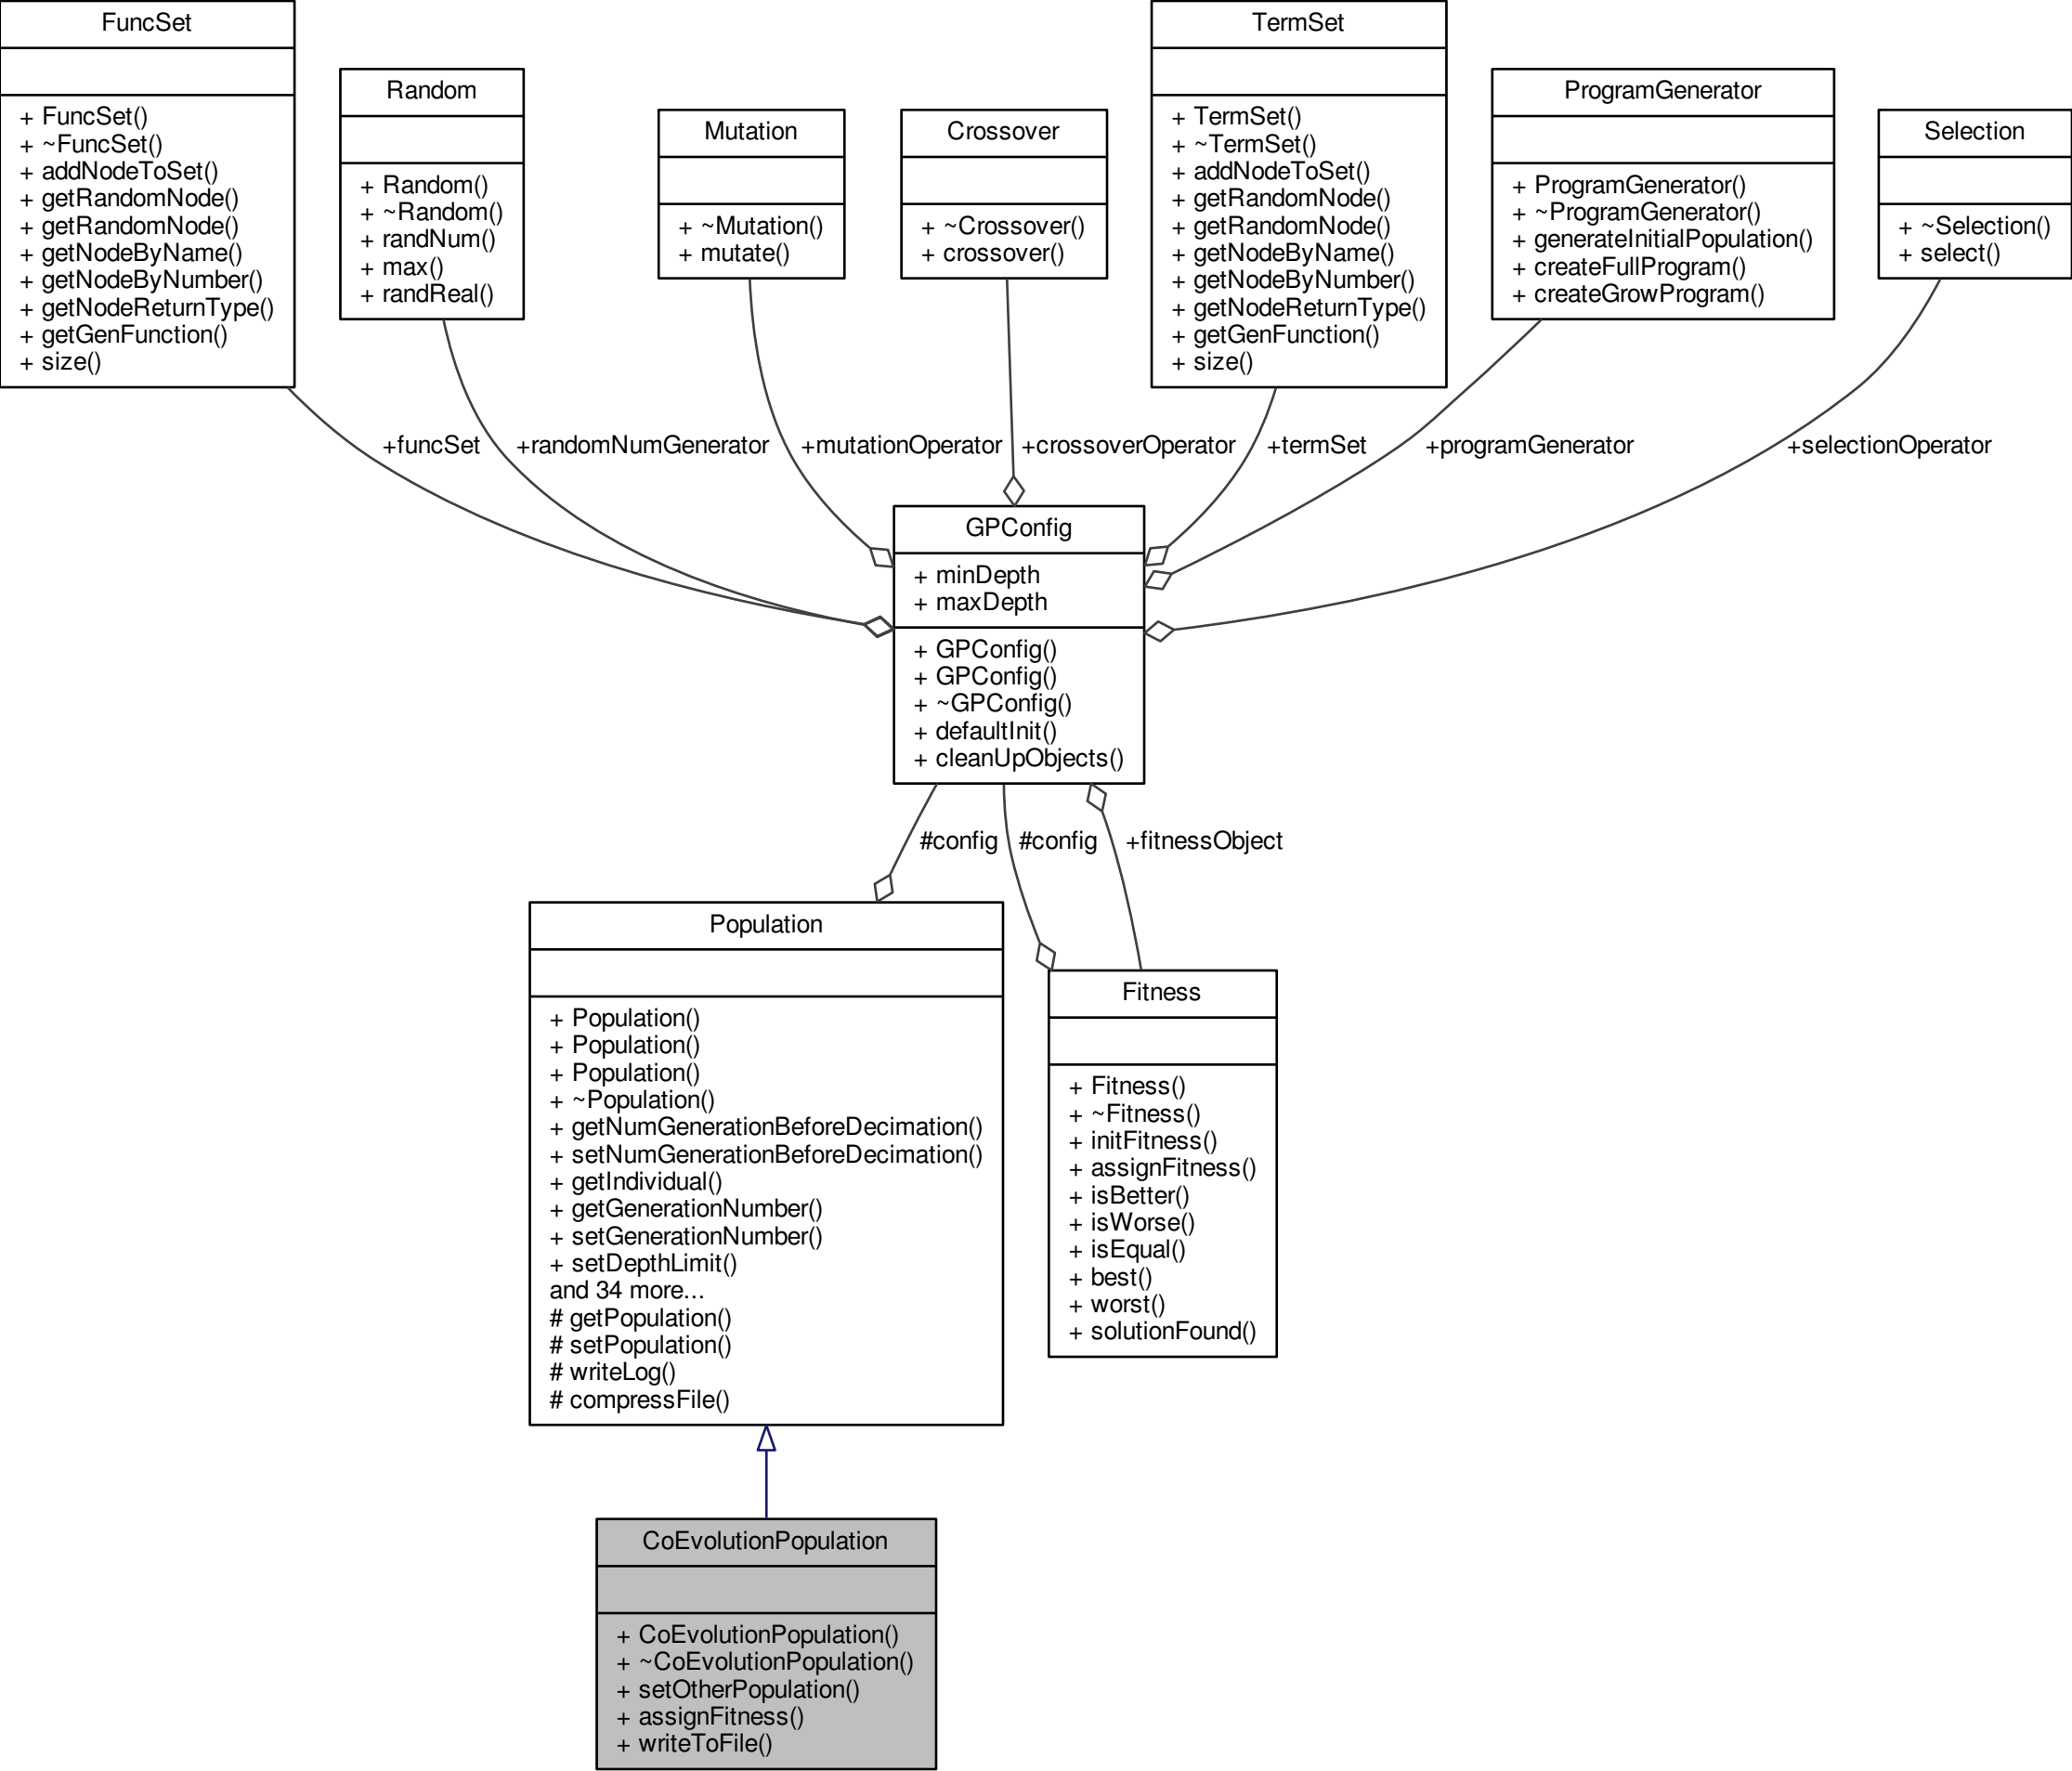 FuncSet
+ FuncSet()
+ ~FuncSet()
+ addNodeToSet()
+ getRandomNode()
+ getRandomNode()
+ getNodeByName()
+ getNodeByNumber()
+ getNodeReturnType()
+ getGenFunction()
+ size()
Random
+ Random()
+ ~Random()
+ randNum()
+ max()
+ randReal()
Mutation
+ ~Mutation()
+ mutate()
Crossover
+ ~Crossover()
+ crossover()
TermSet
+ TermSet()
+ ~TermSet()
+ addNodeToSet()
+ getRandomNode()
+ getRandomNode()
+ getNodeByName()
+ getNodeByNumber()
+ getNodeReturnType()
+ getGenFunction()
+ size()
ProgramGenerator
+ ProgramGenerator()
+ ~ProgramGenerator()
+ generateInitialPopulation()
+ createFullProgram()
+ createGrowProgram()
Selection
+ ~Selection()
+ select()
+funcSet
+randomNumGenerator
+mutationOperator
+crossoverOperator
+termSet
+programGenerator
+selectionOperator
GPConfig
+ minDepth
+ maxDepth
+ GPConfig()
+ GPConfig()
+ ~GPConfig()
+ defaultInit()
+ cleanUpObjects()
#config
#config
+fitnessObject
Population
+ Population()
+ Population()
+ Population()
+ ~Population()
+ getNumGenerationBeforeDecimation()
+ setNumGenerationBeforeDecimation()
+ getIndividual()
+ getGenerationNumber()
+ setGenerationNumber()
+ setDepthLimit()
and 34 more...
# getPopulation()
# setPopulation()
# writeLog()
# compressFile()
Fitness
+ Fitness()
+ ~Fitness()
+ initFitness()
+ assignFitness()
+ isBetter()
+ isWorse()
+ isEqual()
+ best()
+ worst()
+ solutionFound()
CoEvolutionPopulation
+ CoEvolutionPopulation()
+ ~CoEvolutionPopulation()
+ setOtherPopulation()
+ assignFitness()
+ writeToFile()